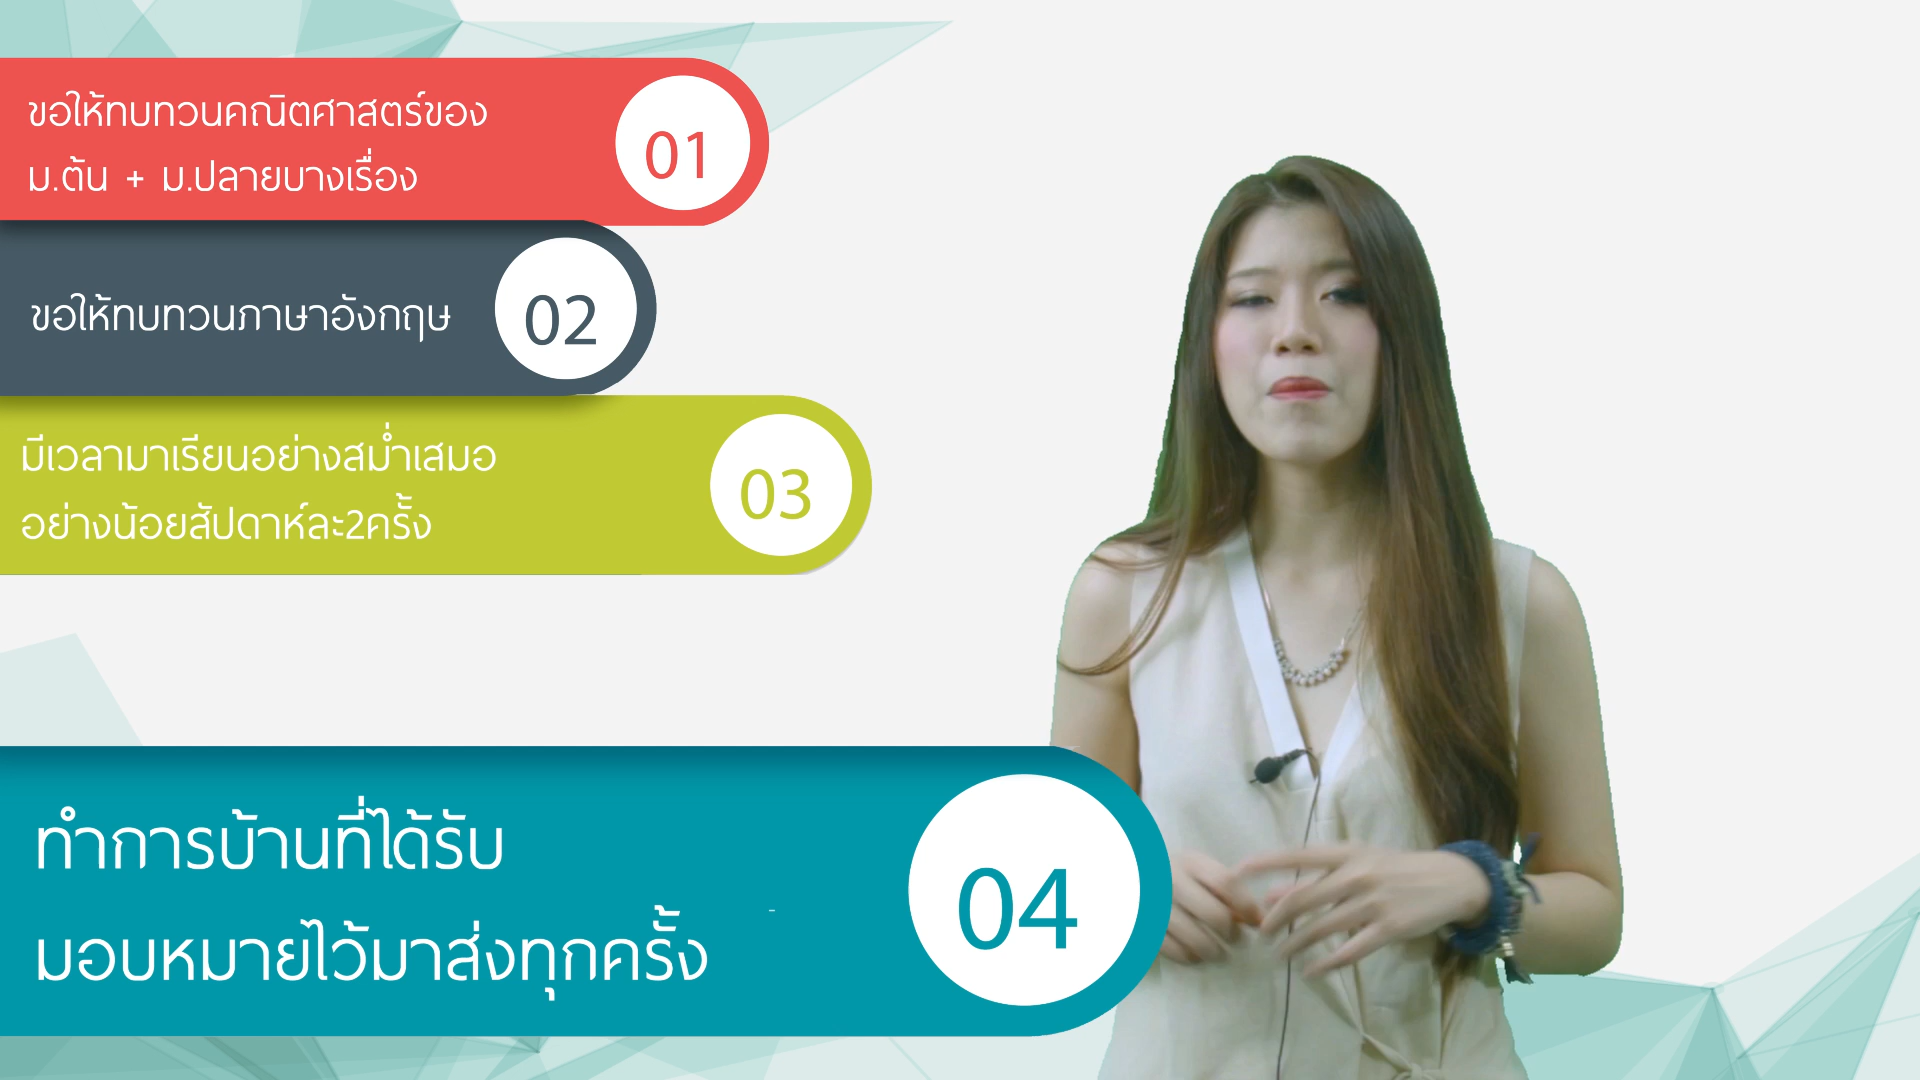 ขอให้ทบทวนคณิตศาสตร์ของ
ม.ต้น + ม.ปลายบางเรื่อง
01
ขอให้ทบทวนภาษาอังกฤษ
02
มีเวลามาเรียนอย่างสม่ำเสมอ
อย่างน้อยสัปดาห์ละ2ครั้ง
03
ทำการบ้านที่ได้รับ
มอบหมายไว้มาส่งทุกครั้ง
04